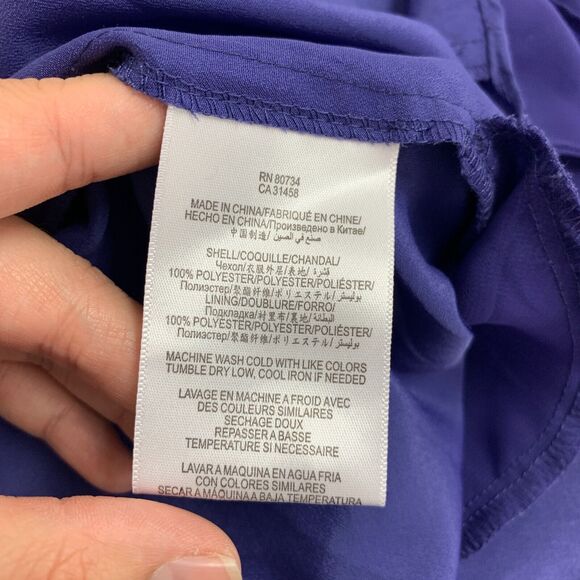 RN 80734
CA 31458
MADE IN CHINA/FABRIQUÉ EN CHINE/
HECHO EN CHINA/Произведено в Китае/
中国制造/ صنع في الصين
SHELL/COQUILLE/CHANDAL/
Чехол/衣服外层/表地/ قشرة
100% POLYESTER/POLYESTER/POLIÉSTER/
Полиэстер/聚酯纤维/ポリエステル/ بوليستر
LINING/DOUBLURE/FORRO/
Подкладка/衬里布/裏地/ البطانة
100% POLYESTER/POLYESTER/POLIÉSTER/
Полиэстер/聚酯纤维/ポリエステル/ بوليستر
MACHINE WASH COLD WITH LIKE COLORS
TUMBLE DRY LOW, COOL IRON IF NEEDED
LAVAGE EN MACHINE A FROID AVEC
DES COULEURS SIMILAIRES
SECHAGE DOUX
REPASSER A BASSE
TEMPERATURE SI NECESSAIRE
LAVAR A MAQUINA EN AGUA FRIA
CON COLORES SIMILARES
SECAR A MÁQUINA A BAJA TEMPERATURA